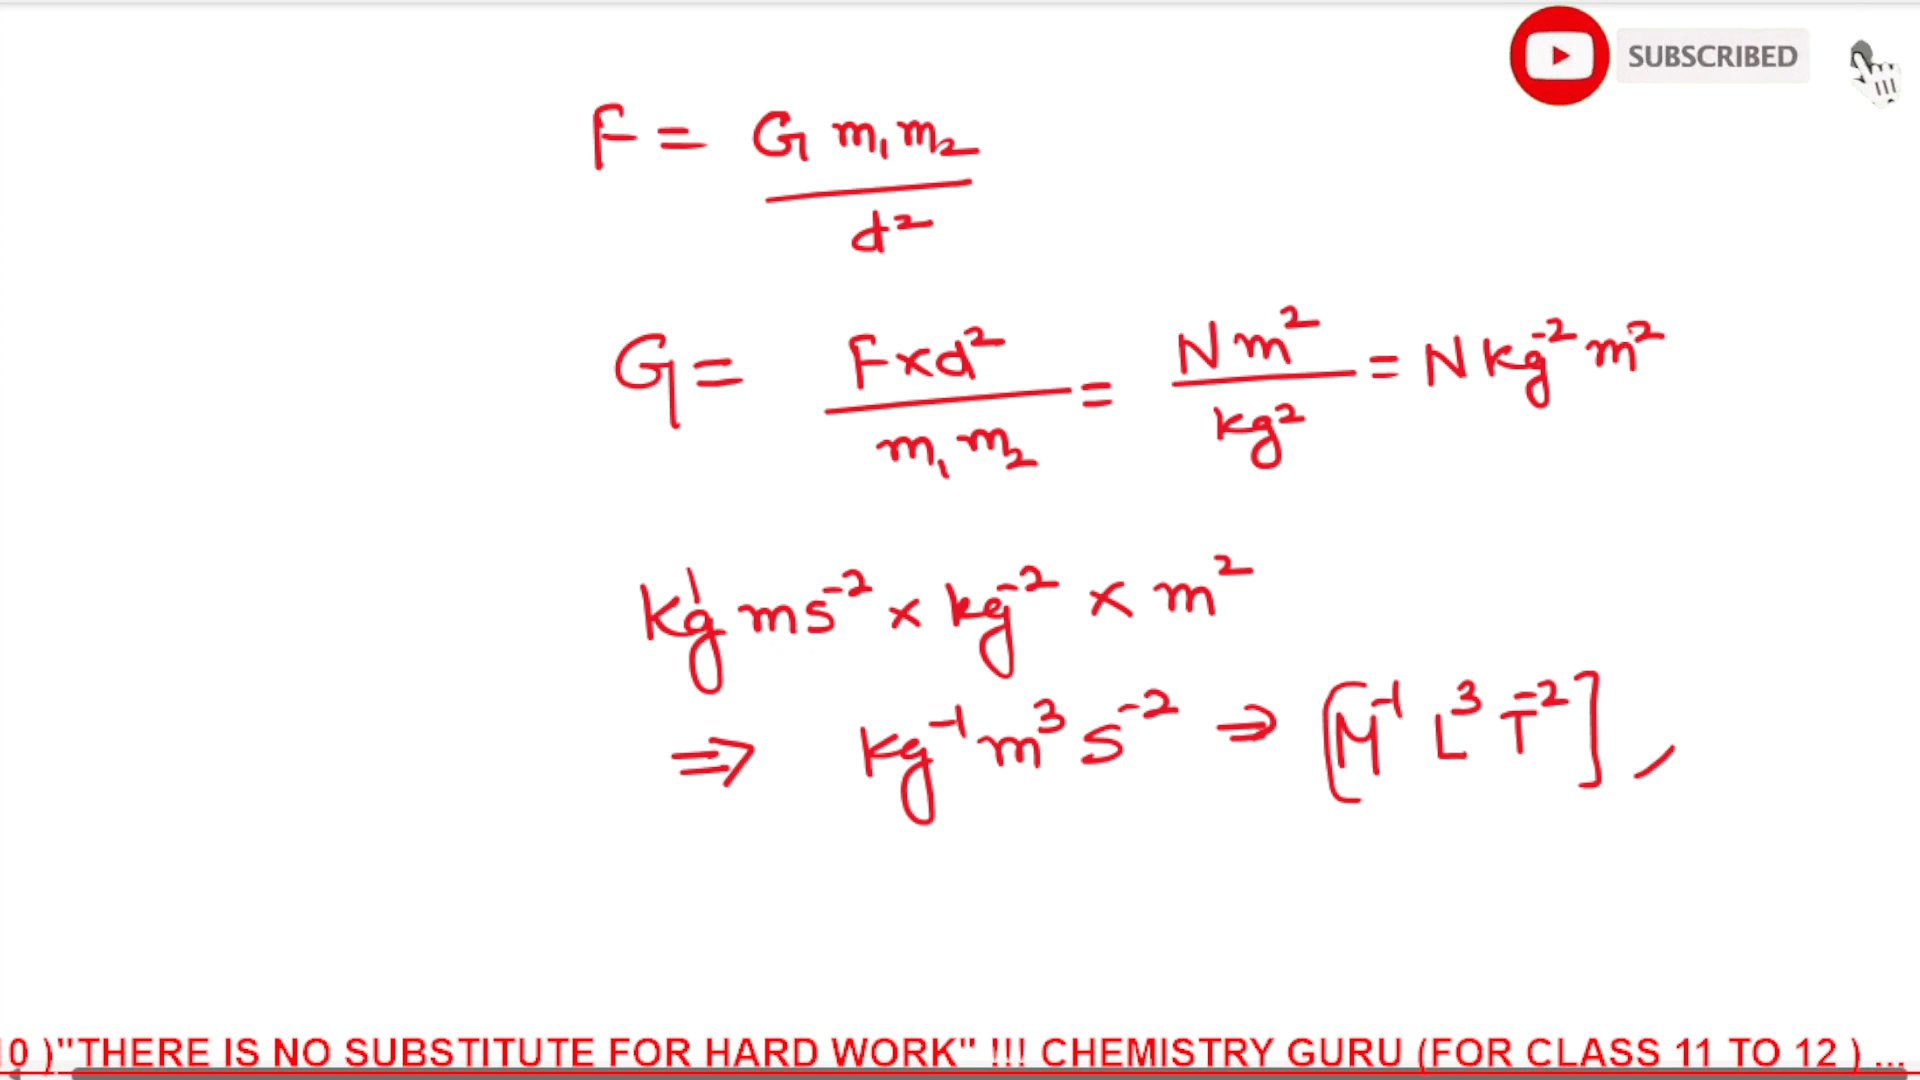 SUBSCRIBED
F = G m₁m₂ / d²
G = F×d² / m₁m₂ = Nm² / kg² = N kg⁻² m²
kg¹ ms⁻² × kg⁻² × m²
⇒ kg⁻¹ m³ s⁻² ⇒ [M⁻¹ L³ T⁻²]
10 )"THERE IS NO SUBSTITUTE FOR HARD WORK" !!! CHEMISTRY GURU (FOR CLASS 11 TO 12 ) ...